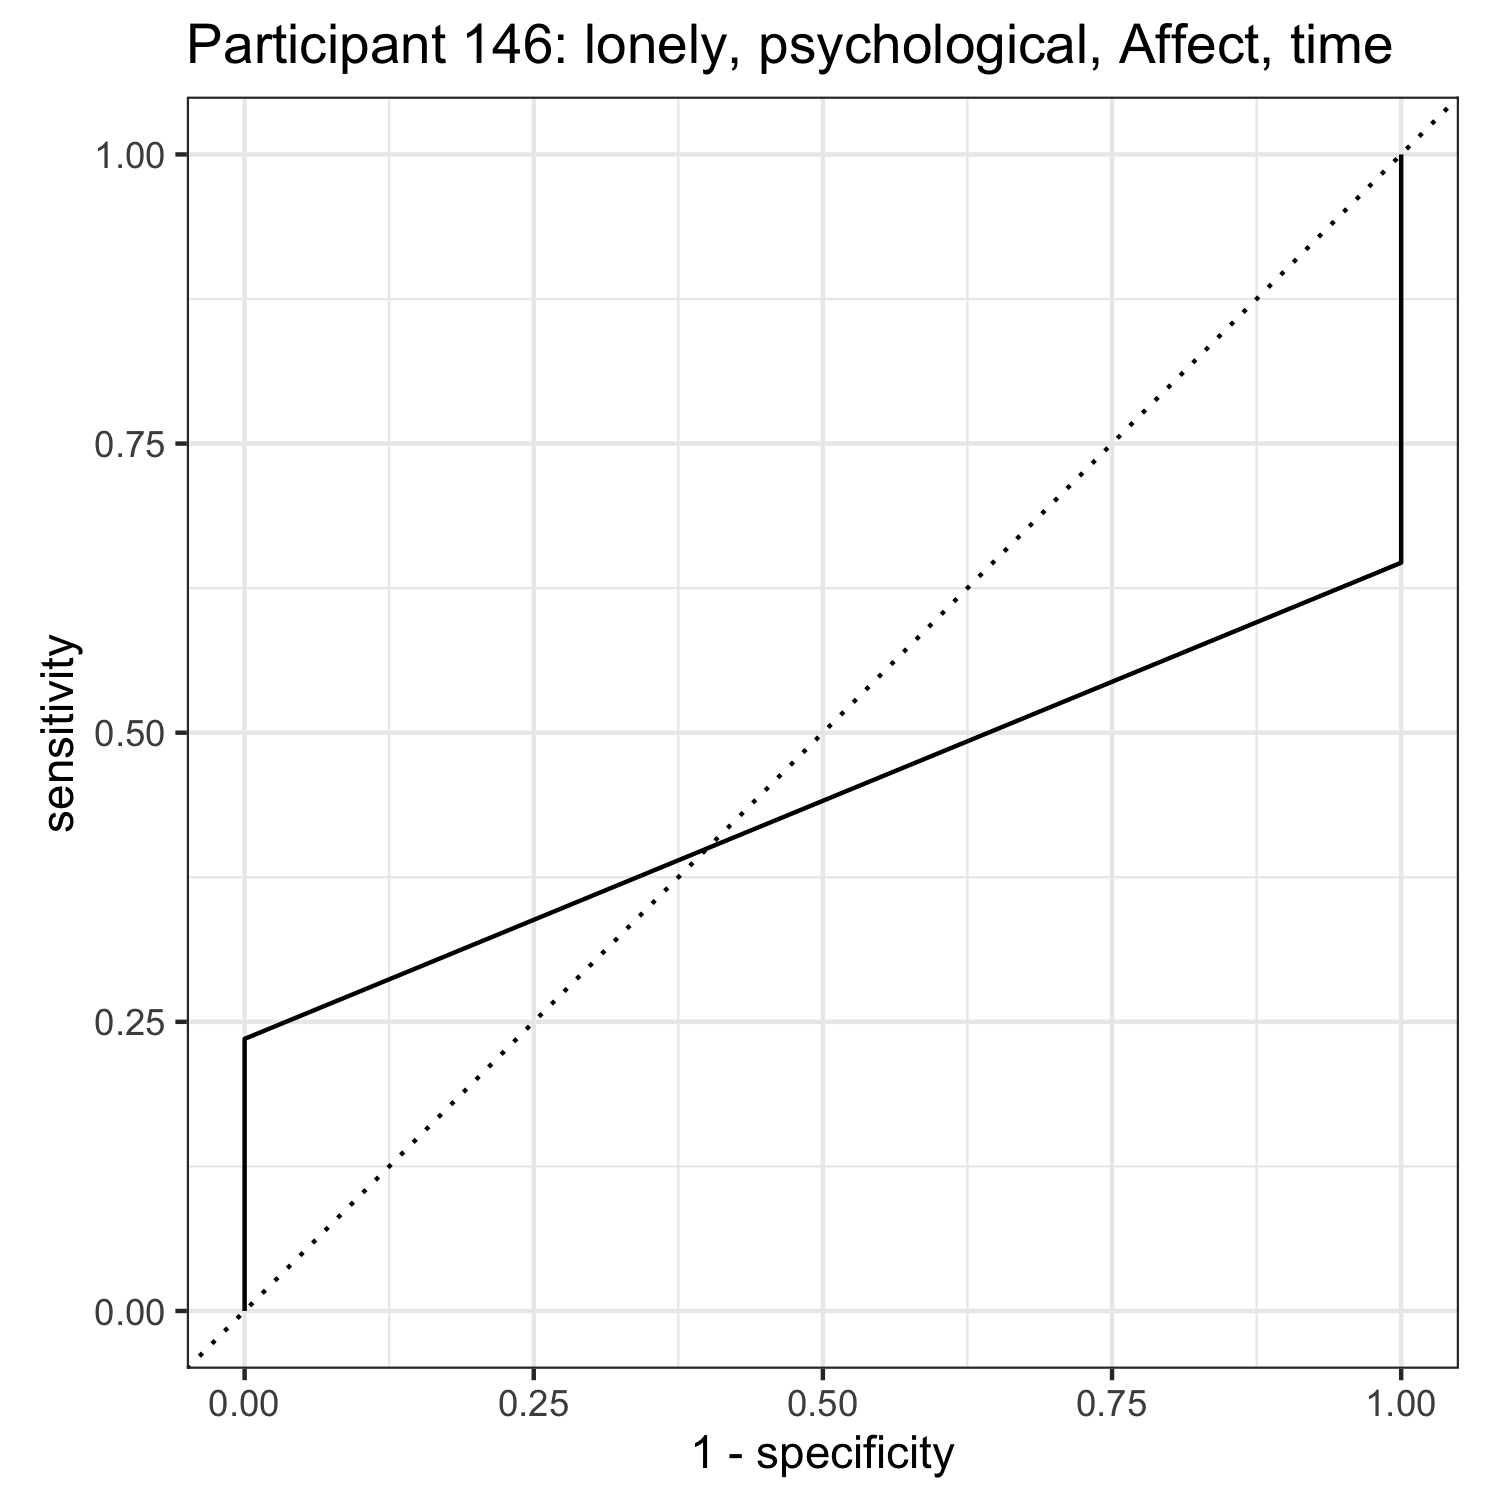 Participant 146: lonely, psychological, Affect, time
1.00
0.75
0.50
0.25
0.00
sensitivity
0.00 0.25 0.50 0.75 1.00
1 - specificity